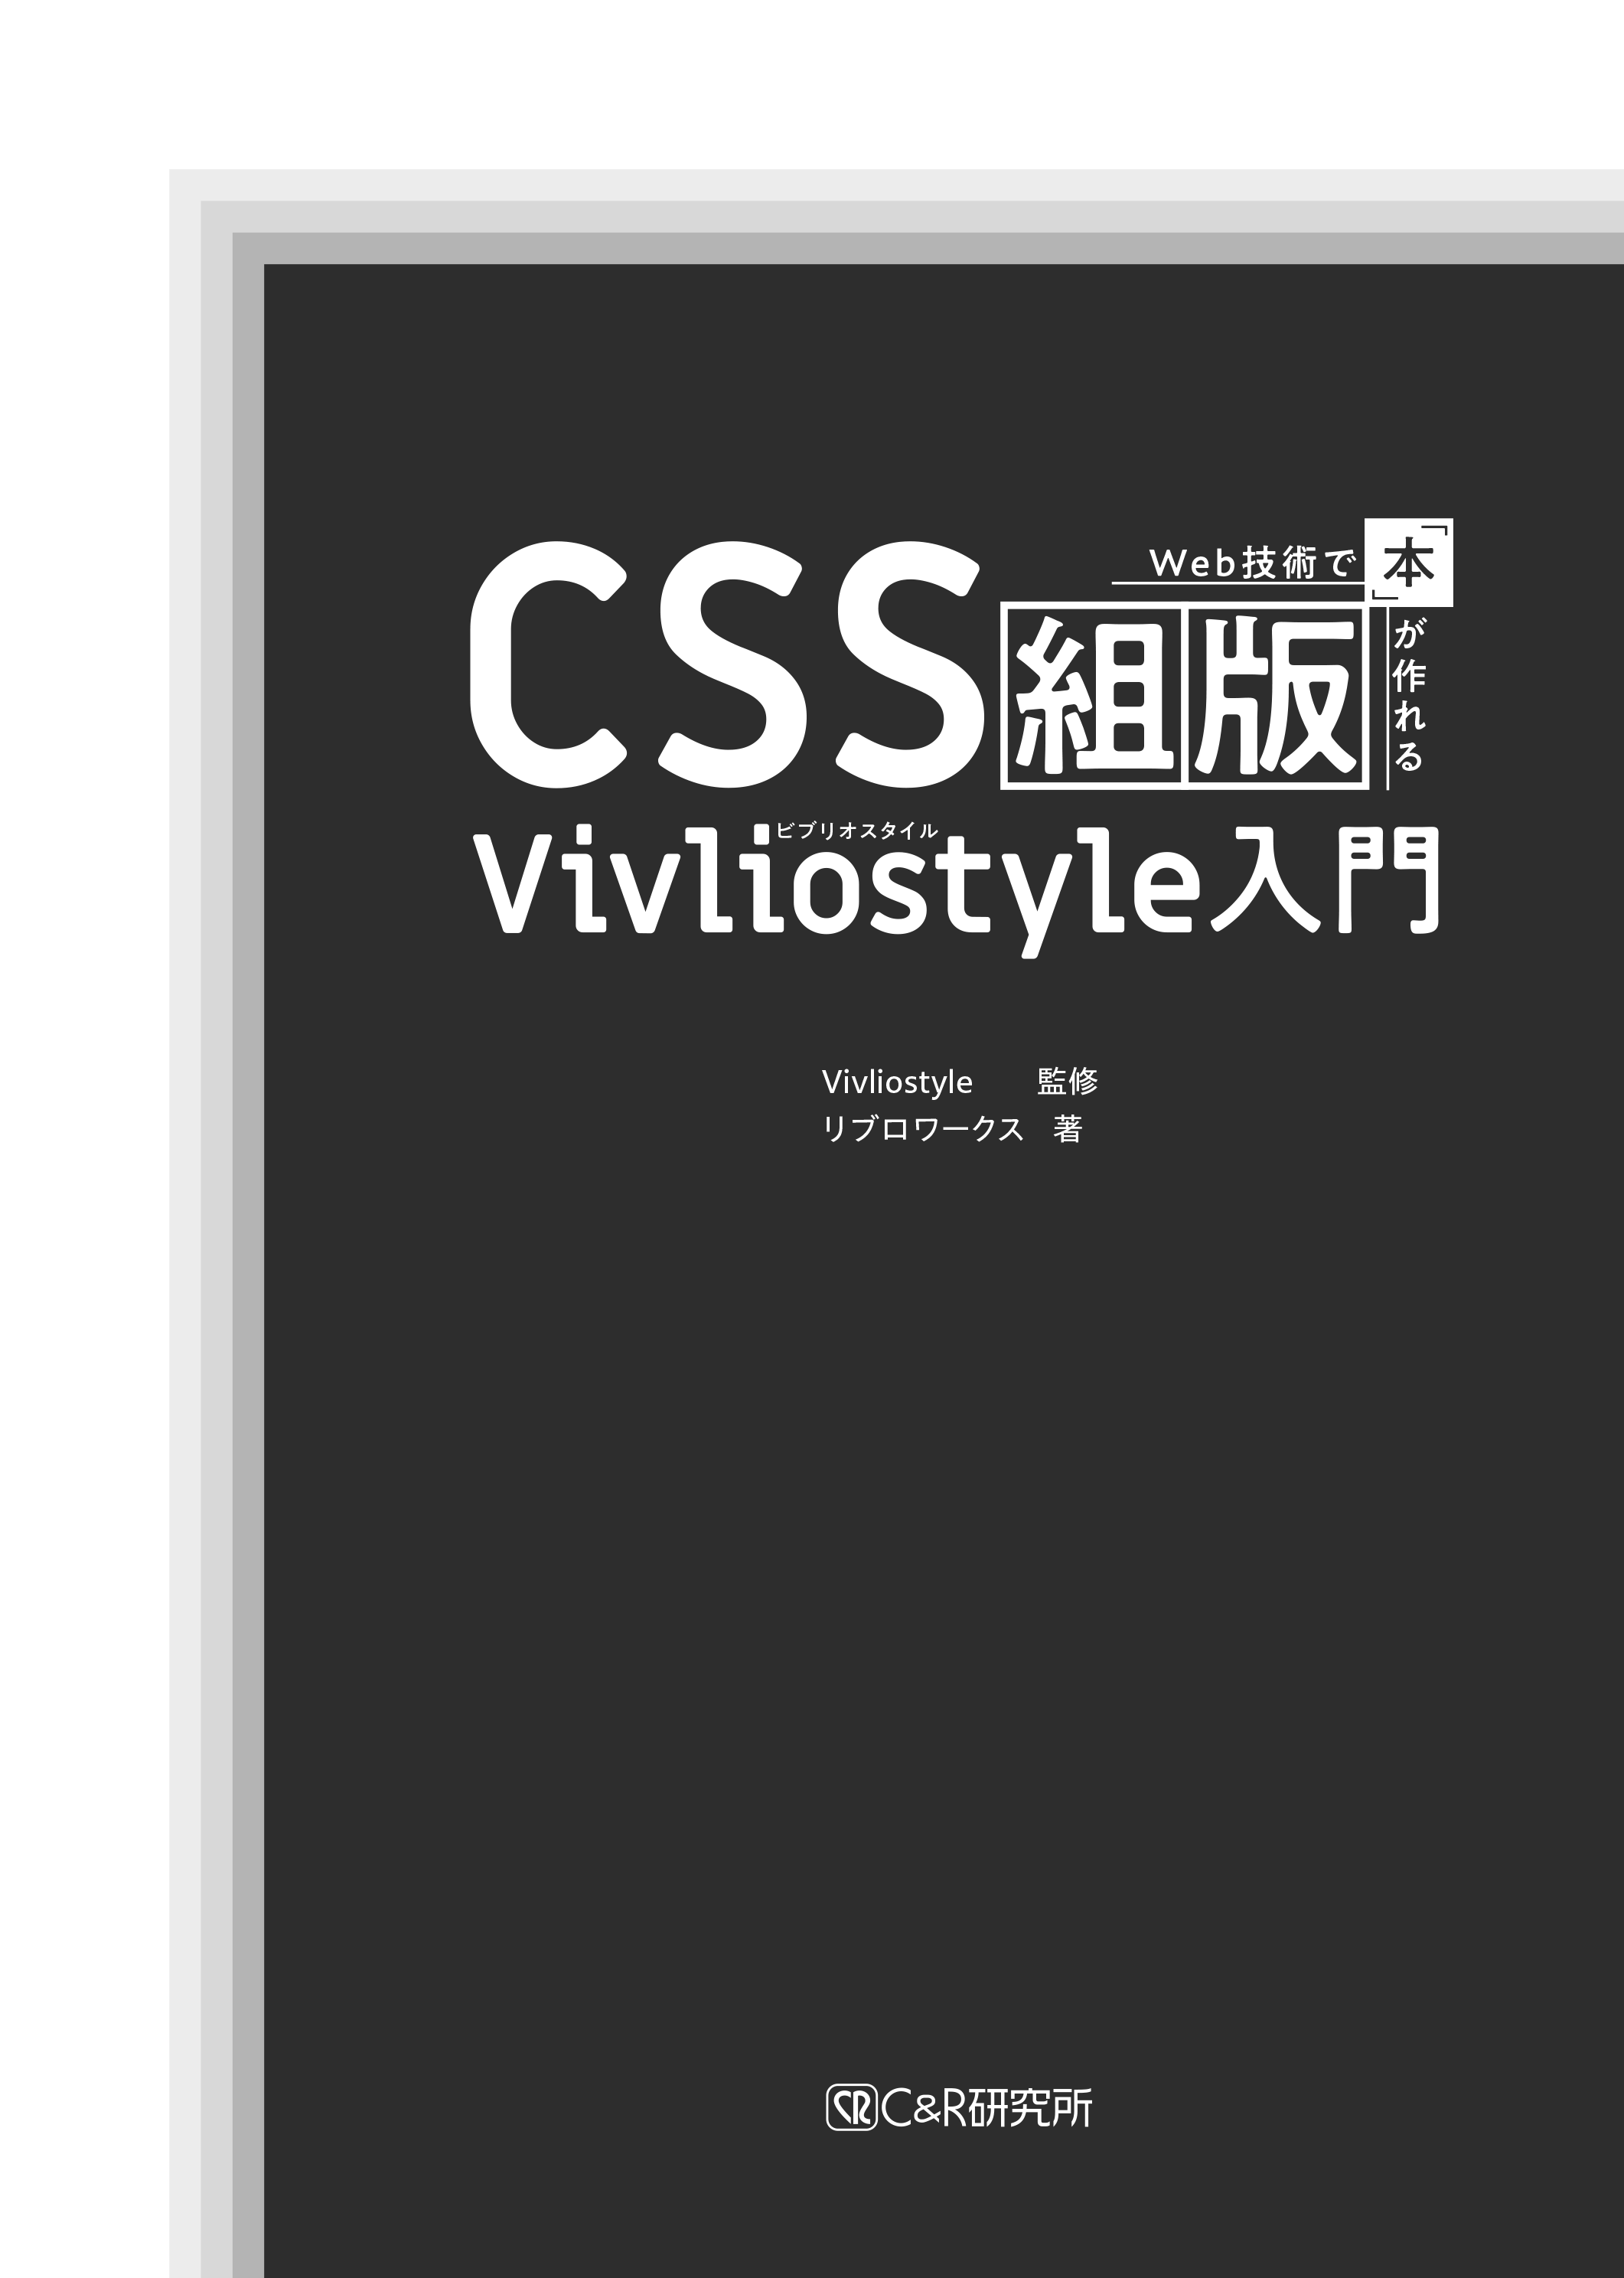 Web技術で「本」が作れる
CSS組版
ビブリオスタイル
Vivliostyle入門
Vivliostyle 監修
リブロワークス 著
C&R研究所